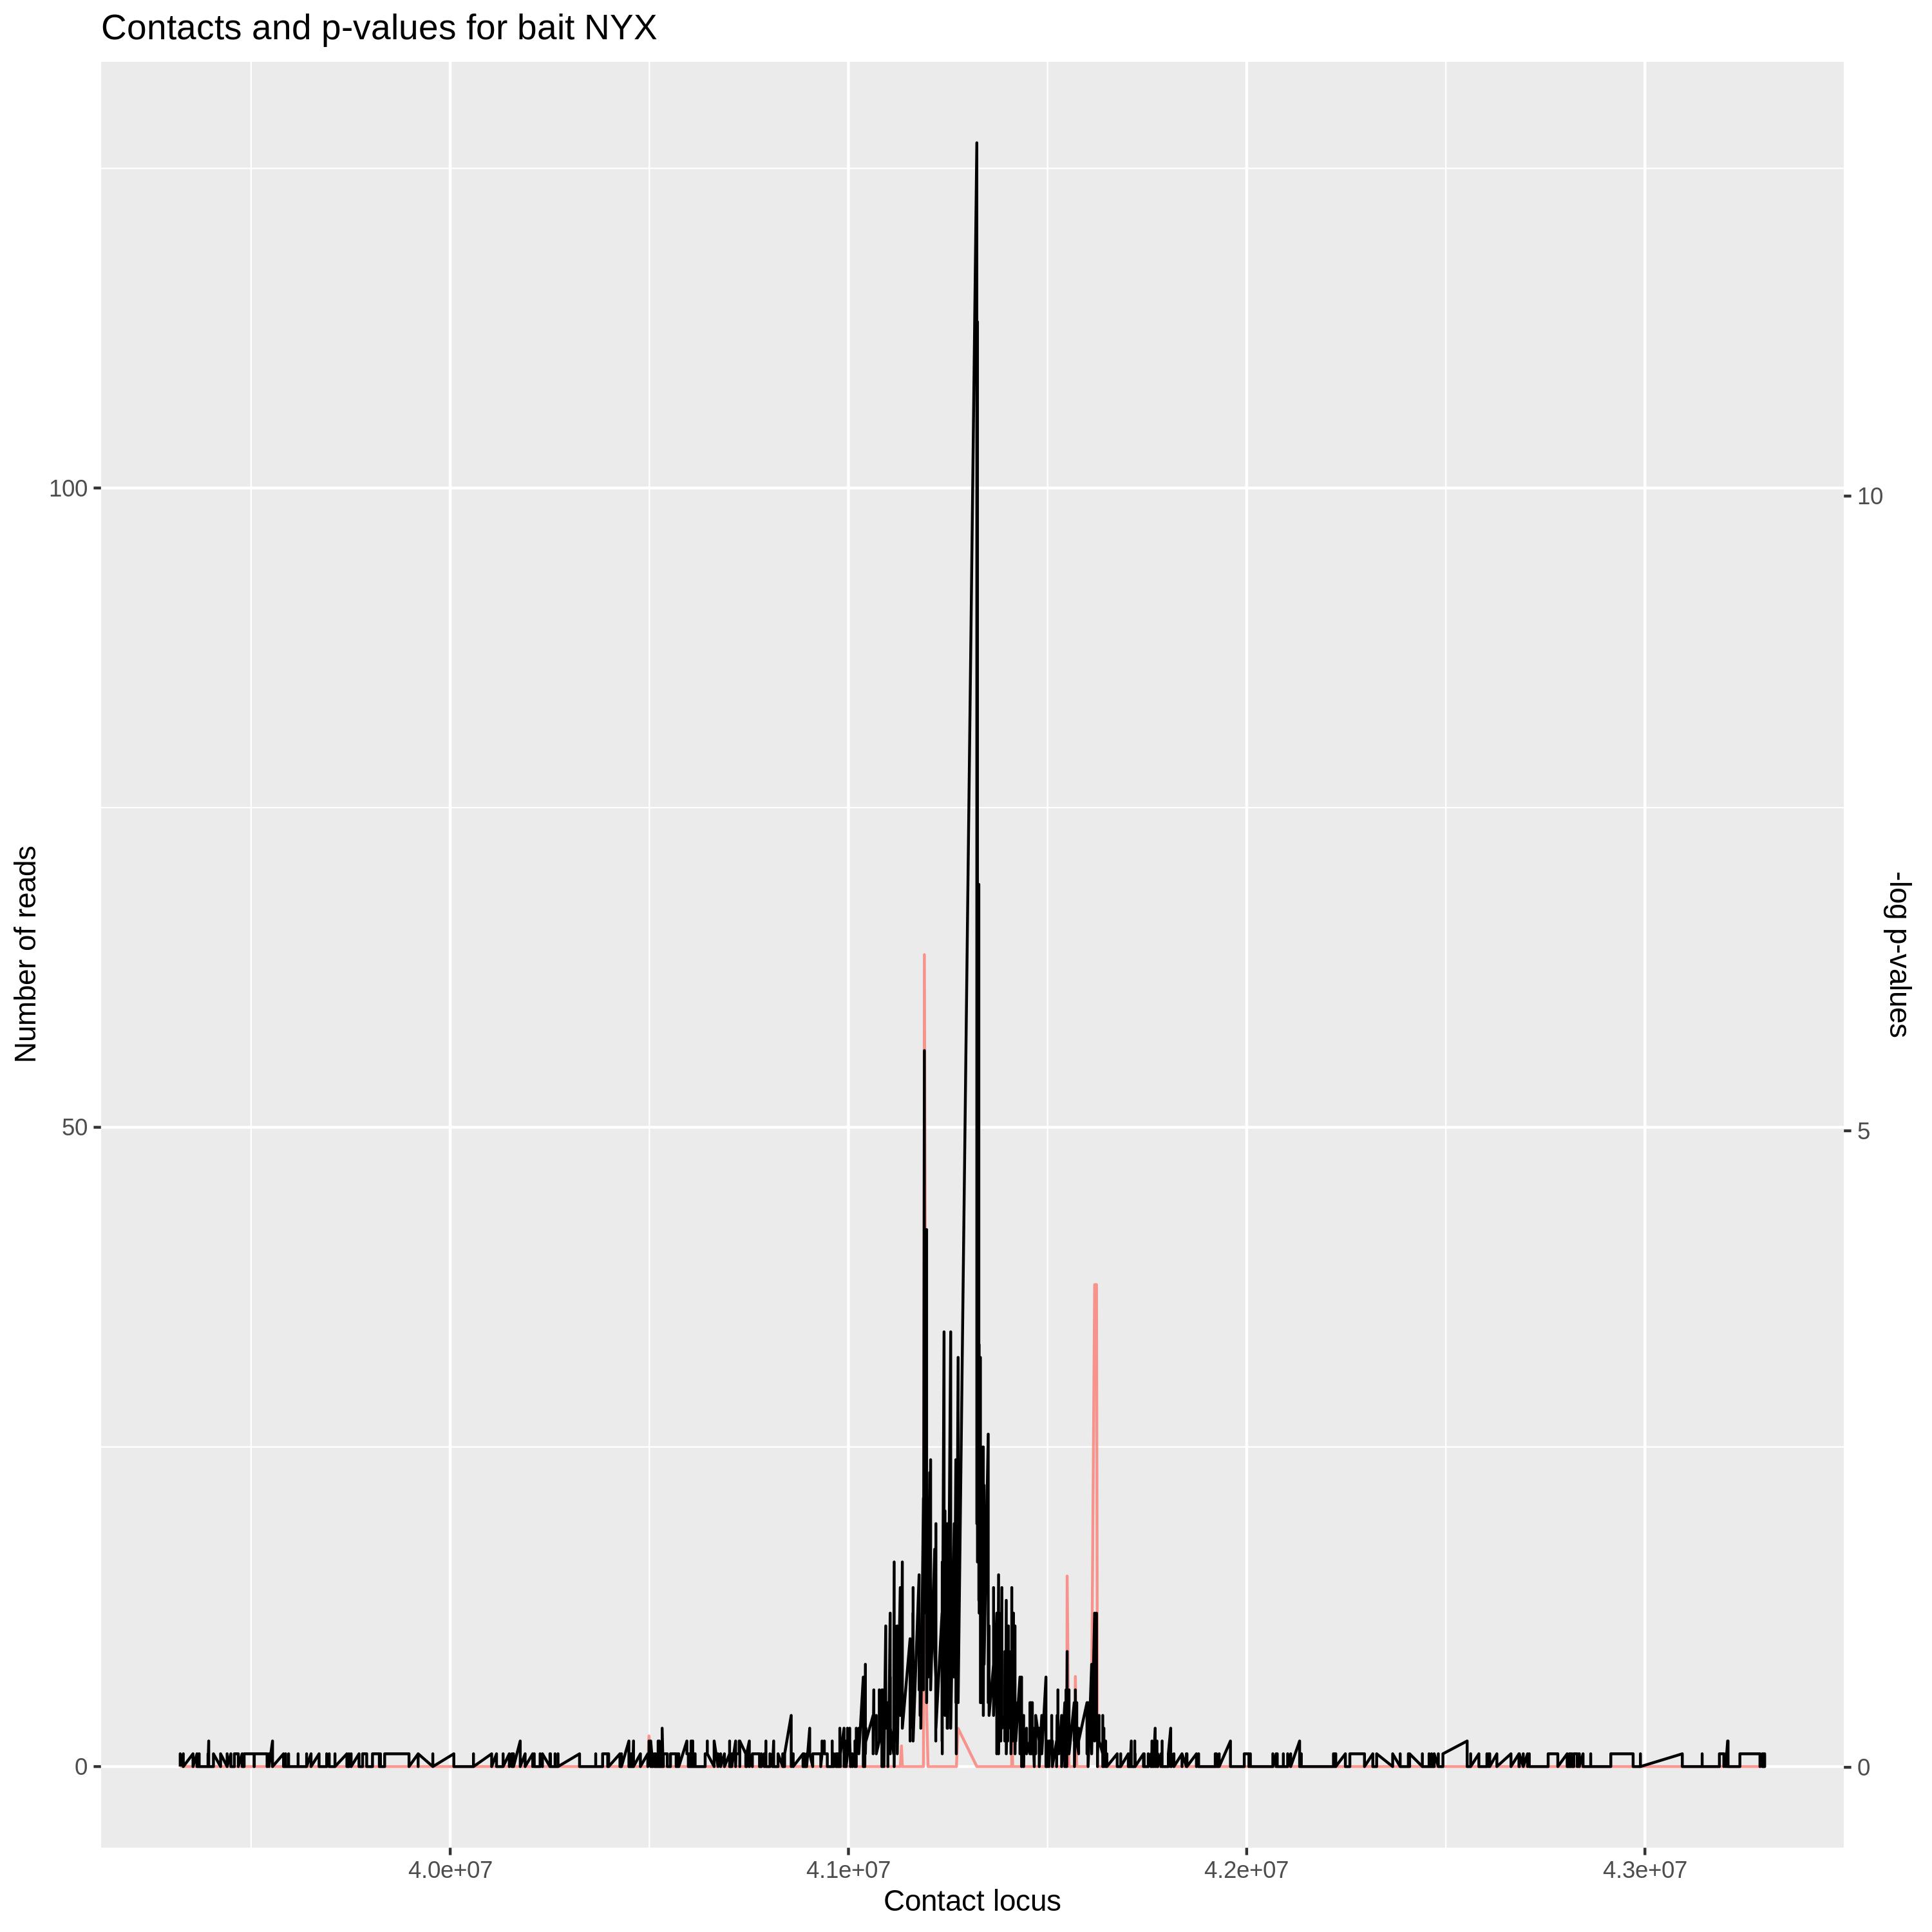 Contacts and p-values for bait NYX
100
50
0
Number of reads
10
5
0
-log p-values
4.0e+07
4.1e+07
4.2e+07
4.3e+07
Contact locus